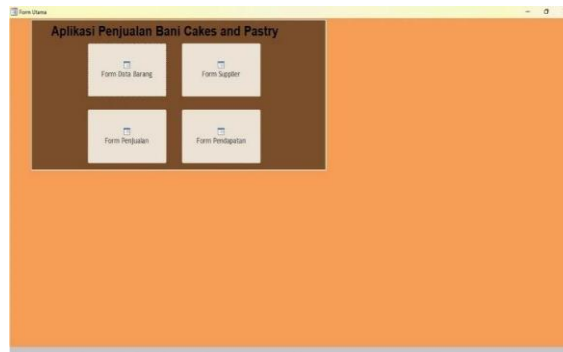 Form Utama
Aplikasi Penjualan Bani Cakes and Pastry
Form Data Barang
Form Supplier
Form Penjualan
Form Pendapatan